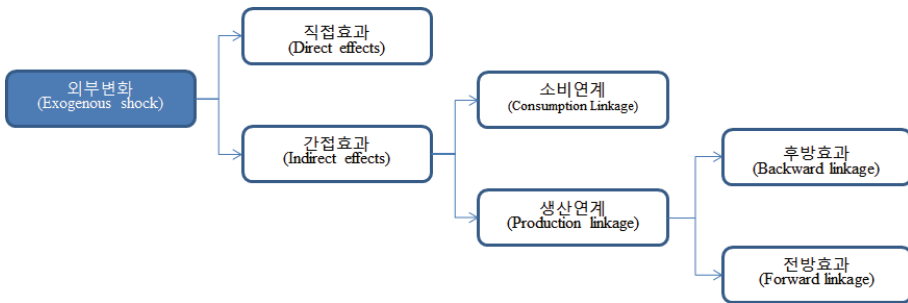 직접효과
(Direct effects)
외부변화
(Exogenous shock)
소비연계
(Consumption Linkage)
간접효과
(Indirect effects)
후방효과
(Backward linkage)
생산연계
(Production linkage)
전방효과
(Forward linkage)